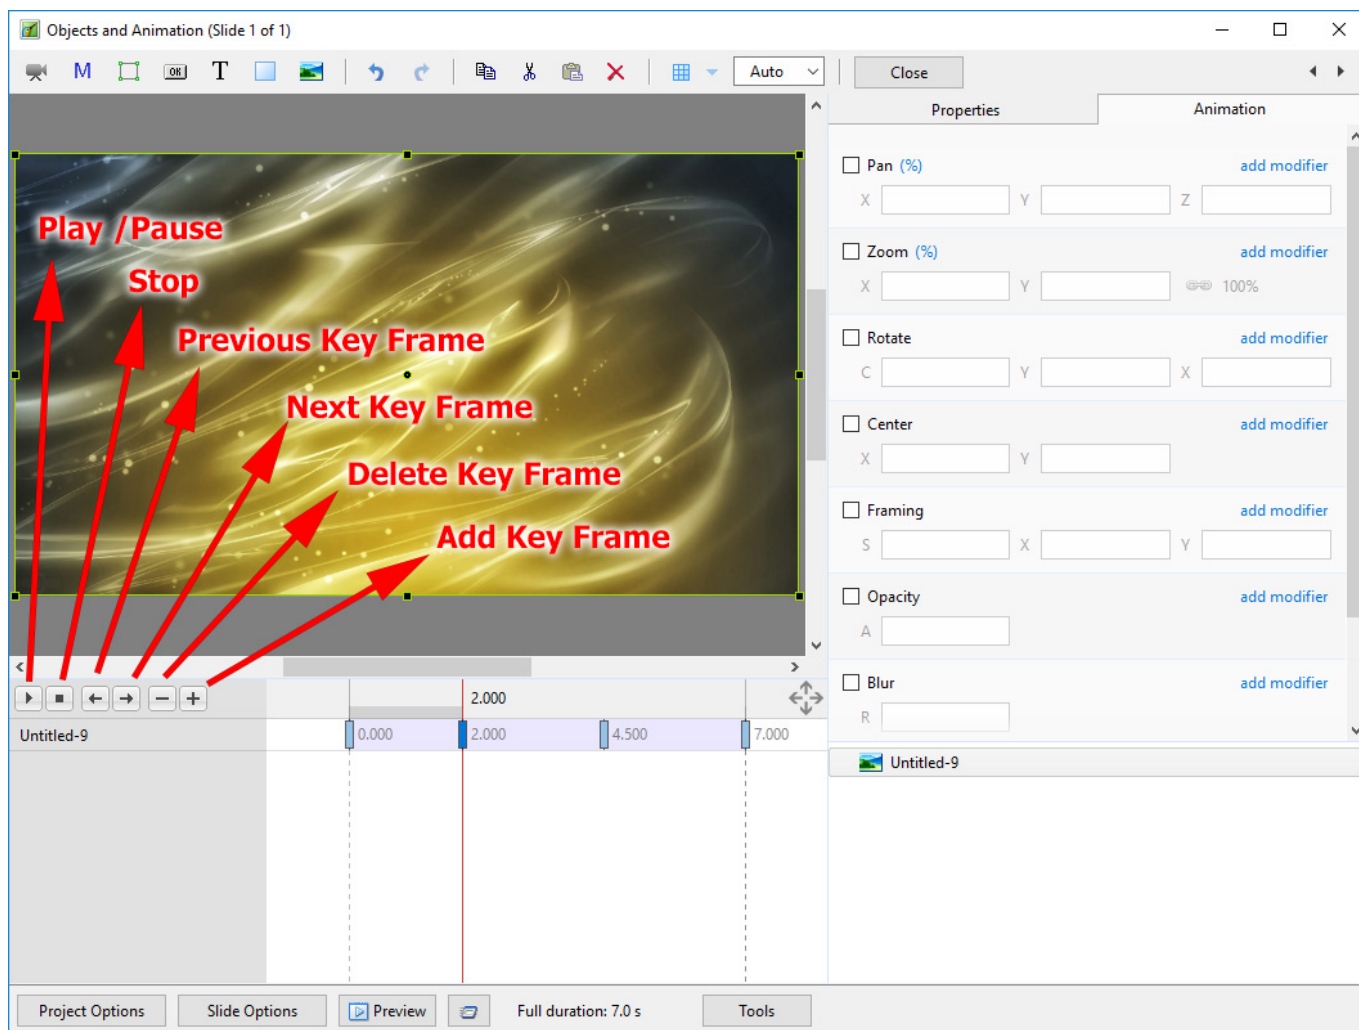 Objects and Animation (Slide 1 of 1)
M OK T Auto Close
Properties Animation
Pan (%) add modifier
X Y Z
Zoom (%) add modifier
X Y 100%
Rotate add modifier
C Y X
Center add modifier
X Y
Framing add modifier
S X Y
Opacity add modifier
A
Blur add modifier
R
Untitled-9
Play /Pause
Stop
Previous Key Frame
Next Key Frame
Delete Key Frame
Add Key Frame
2.000
Untitled-9 0.000 2.000 4.500 7.000
Project Options Slide Options Preview Full duration: 7.0 s Tools